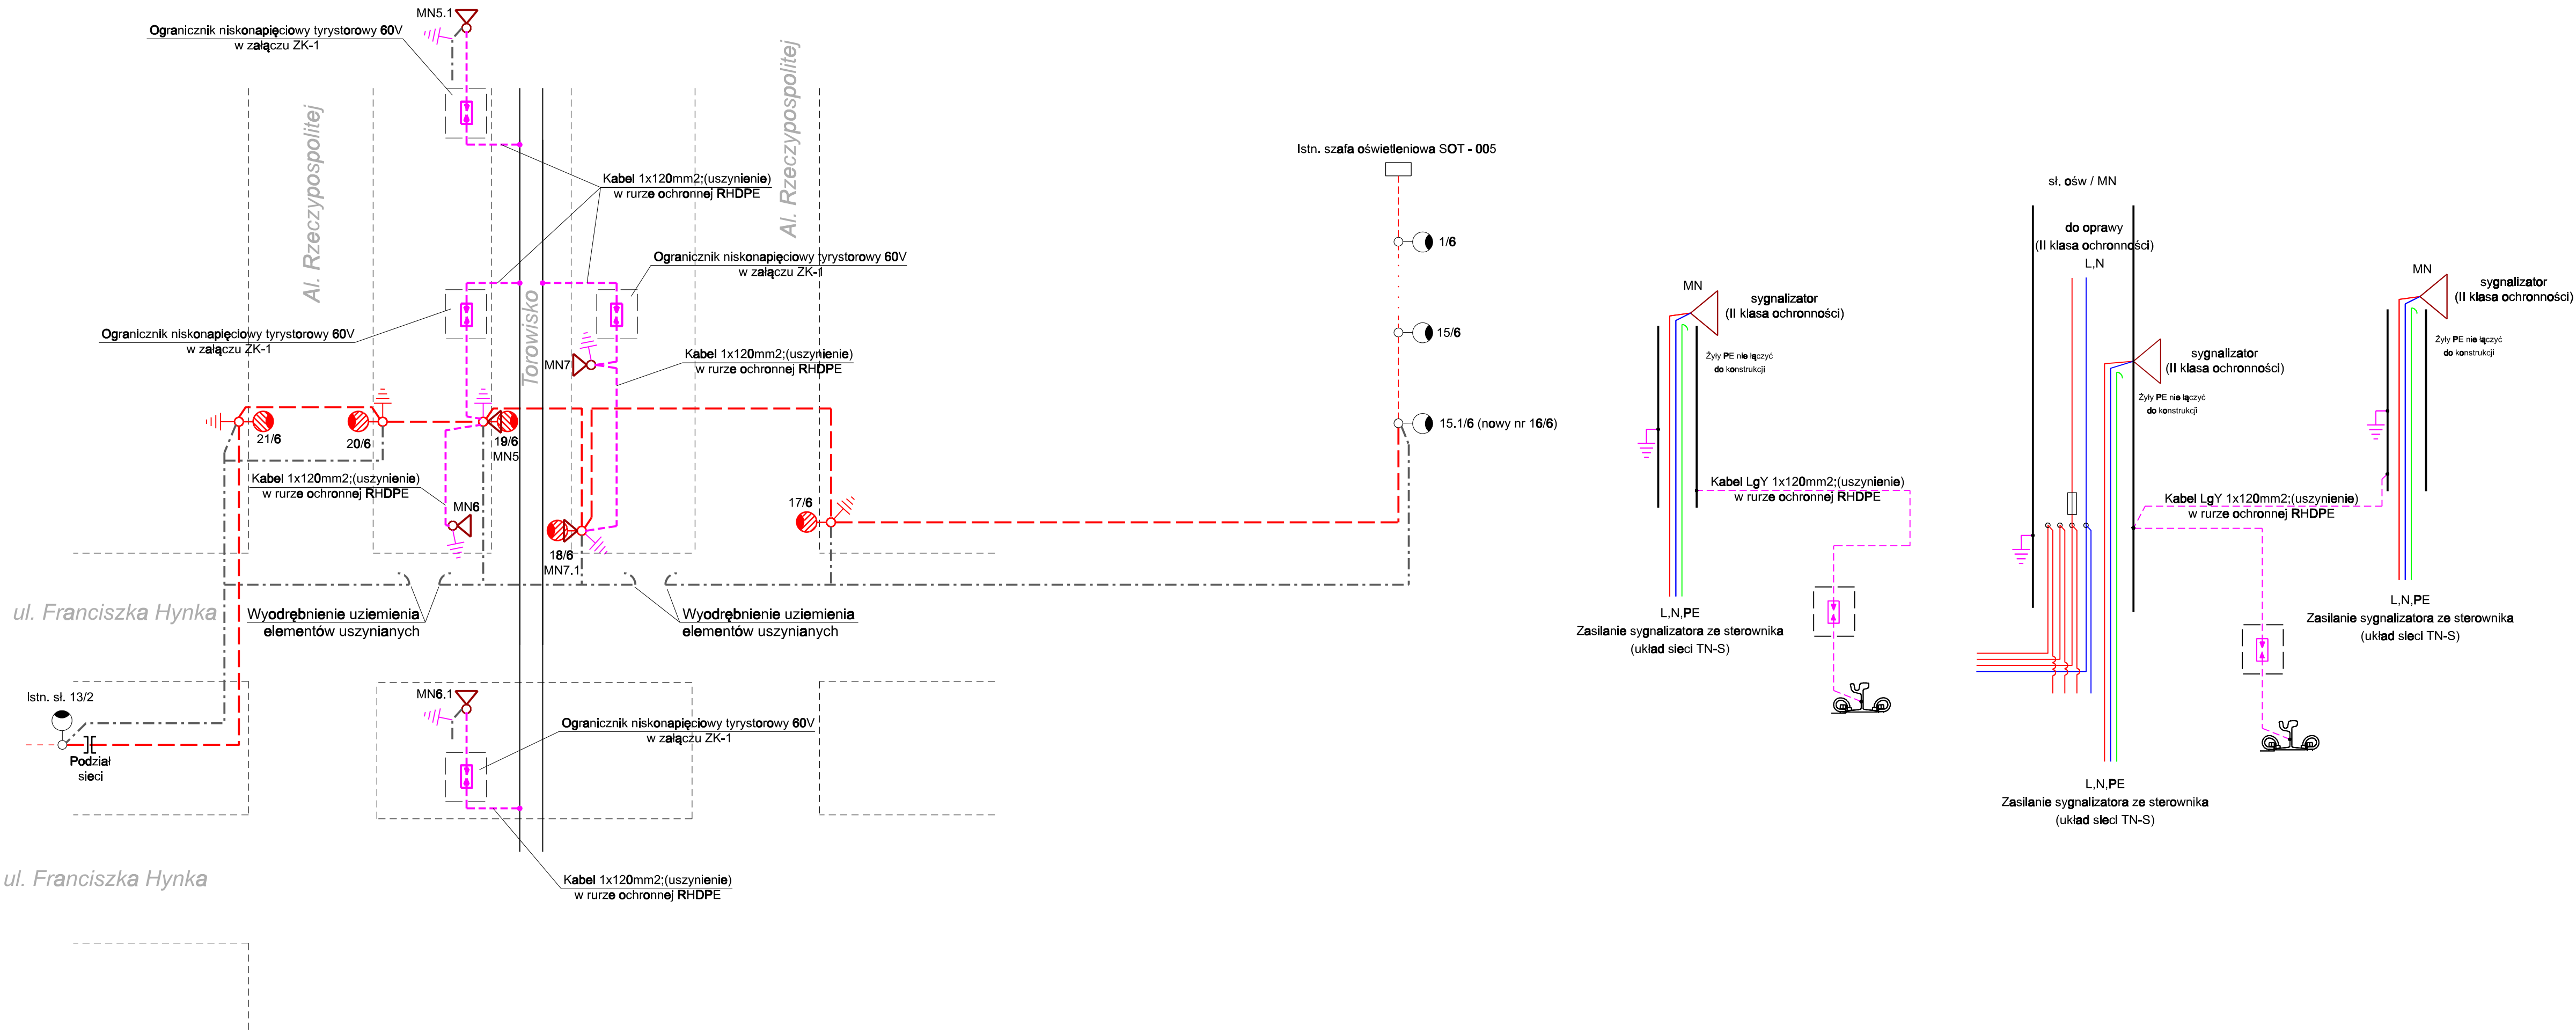 MN5.1
Ogranicznik niskonapięciowy tyrystorowy 60V
w załączu ZK-1
Al. Rzeczypospolitej
Al. Rzeczypospolitej
Kabel 1x120mm2;(uszynienie)
w rurze ochronnej RHDPE
Ogranicznik niskonapięciowy tyrystorowy 60V
w załączu ZK-1
Ogranicznik niskonapięciowy tyrystorowy 60V
w załączu ZK-1
Torowisko
MN7
Kabel 1x120mm2;(uszynienie)
w rurze ochronnej RHDPE
21/6
20/6
19/6
MN5
Kabel 1x120mm2;(uszynienie)
w rurze ochronnej RHDPE
MN6
17/6
18/6
MN7.1
ul. Franciszka Hynka
Wyodrębnienie uziemienia
elementów uszynianych
Wyodrębnienie uziemienia
elementów uszynianych
istn. sł. 13/2
Podział
sieci
MN6.1
Ogranicznik niskonapięciowy tyrystorowy 60V
w załączu ZK-1
Kabel 1x120mm2;(uszynienie)
w rurze ochronnej RHDPE
ul. Franciszka Hynka
Istn. szafa oświetleniowa SOT - 005
1/6
15/6
15.1/6 (nowy nr 16/6)
MN
sygnalizator
(II klasa ochronności)
Żyły PE nie łączyć
do konstrukcji
Kabel LgY 1x120mm2;(uszynienie)
w rurze ochronnej RHDPE
L,N,PE
Zasilanie sygnalizatora ze sterownika
(układ sieci TN-S)
sł. ośw / MN
do oprawy
(II klasa ochronności)
L,N
sygnalizator
(II klasa ochronności)
Żyły PE nie łączyć
do konstrukcji
Kabel LgY 1x120mm2;(uszynienie)
w rurze ochronnej RHDPE
L,N,PE
Zasilanie sygnalizatora ze sterownika
(układ sieci TN-S)
MN
sygnalizator
(II klasa ochronności)
Żyły PE nie łączyć
do konstrukcji
L,N,PE
Zasilanie sygnalizatora ze sterownika
(układ sieci TN-S)